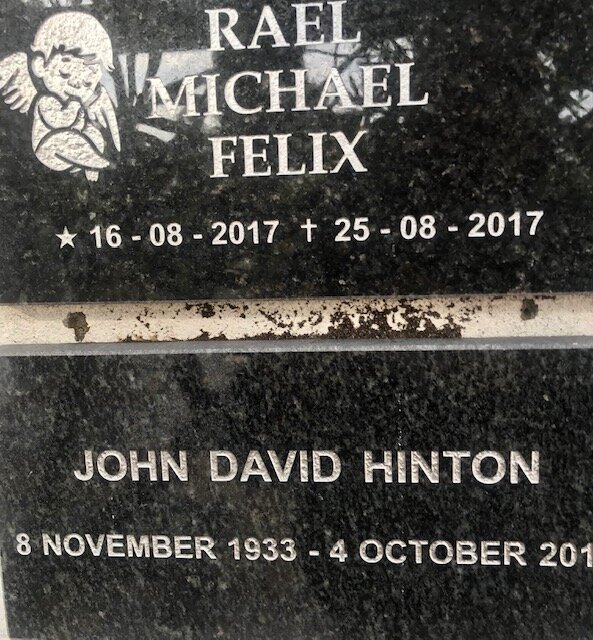 RAEL
MICHAEL
FELIX
★ 16 - 08 - 2017 † 25 - 08 - 2017
JOHN DAVID HINTON
8 NOVEMBER 1933 - 4 OCTOBER 201